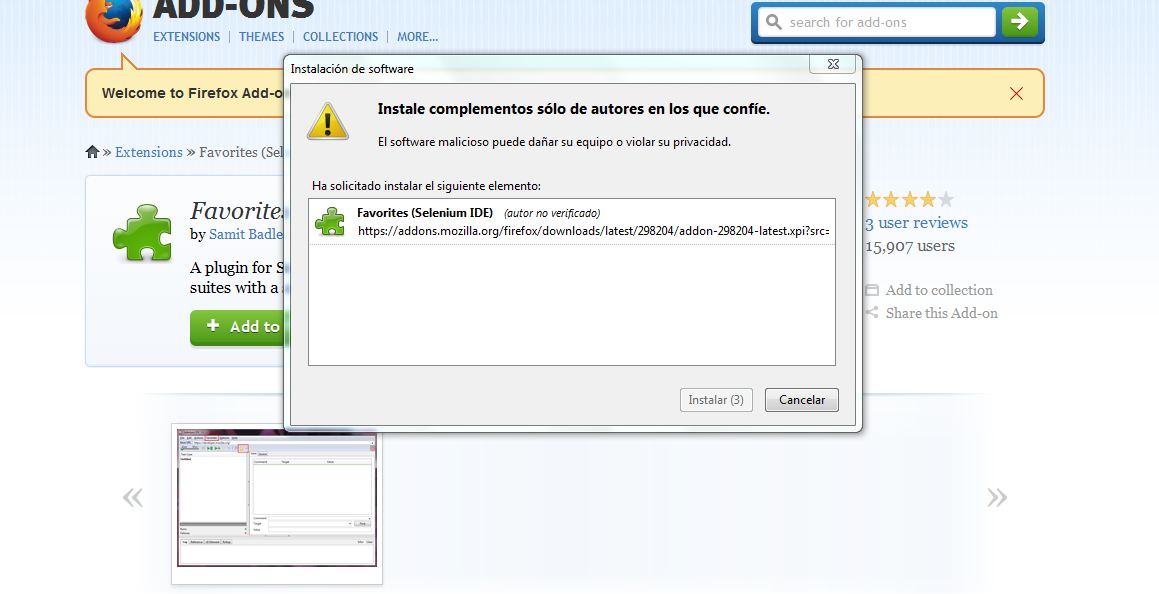 ADD-ONS
EXTENSIONS | THEMES | COLLECTIONS | MORE...
search for add-ons
Welcome to Firefox Add-o
Instalación de software
Instale complementos sólo de autores en los que confíe.
El software malicioso puede dañar su equipo o violar su privacidad.
» Extensions » Favorites (Sel
Ha solicitado instalar el siguiente elemento:
Favorites (Selenium IDE) (autor no verificado)
https://addons.mozilla.org/firefox/downloads/latest/298204/addon-298204-latest.xpi?src=
Favorites
by Samit Badle
A plugin for S
suites with a
+ Add to
3 user reviews
15,907 users
Add to collection
Share this Add-on
Instalar (3)
Cancelar
«
»